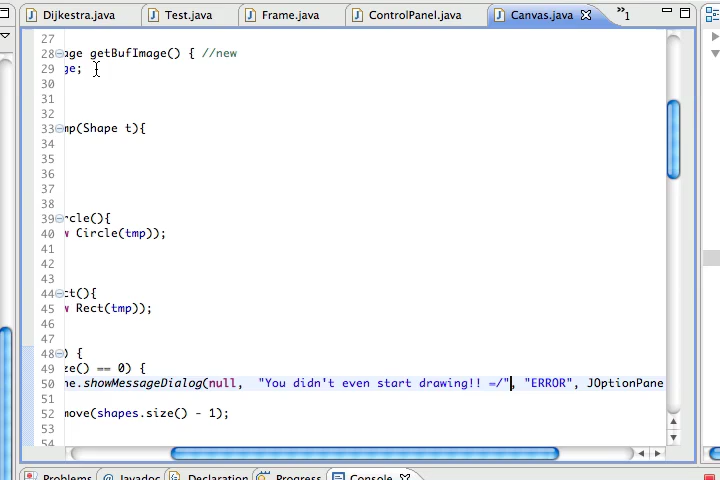 Dijkestra.java Test.java Frame.java ControlPanel.java Canvas.java »1
27
28 age getBufImage() { //new
29 ge;
30
31
32
33 mp(Shape t){
34
35
36
37
38
39 rcle(){
40 w Circle(tmp));
41
42
43
44 ct(){
45 w Rect(tmp));
46
47
48 ) {
49 ze() == 0) {
50 ne.showMessageDialog(null, "You didn't even start drawing!! =/", "ERROR", JOptionPane
51
52 move(shapes.size() - 1);
53
54
Problems @ Javadoc Declaration Progress Console